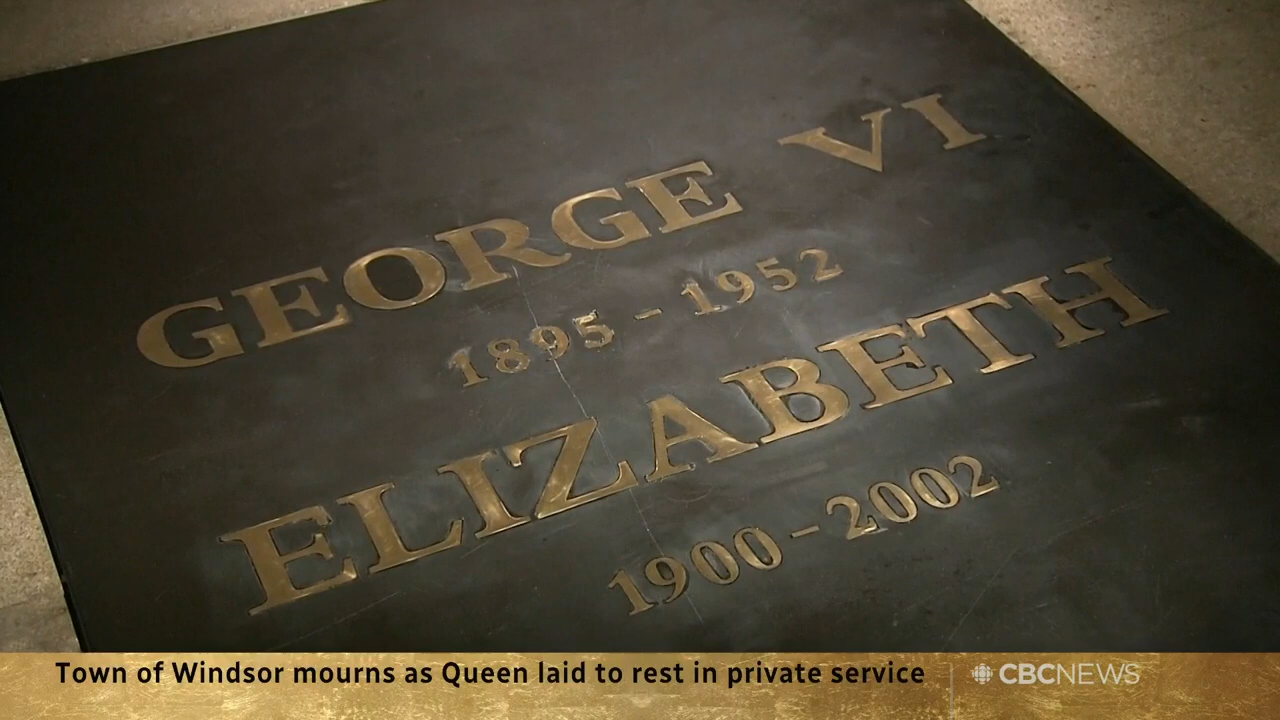 GEORGE VI
1895 - 1952
ELIZABETH
1900 - 2002
Town of Windsor mourns as Queen laid to rest in private service
CBCNEWS